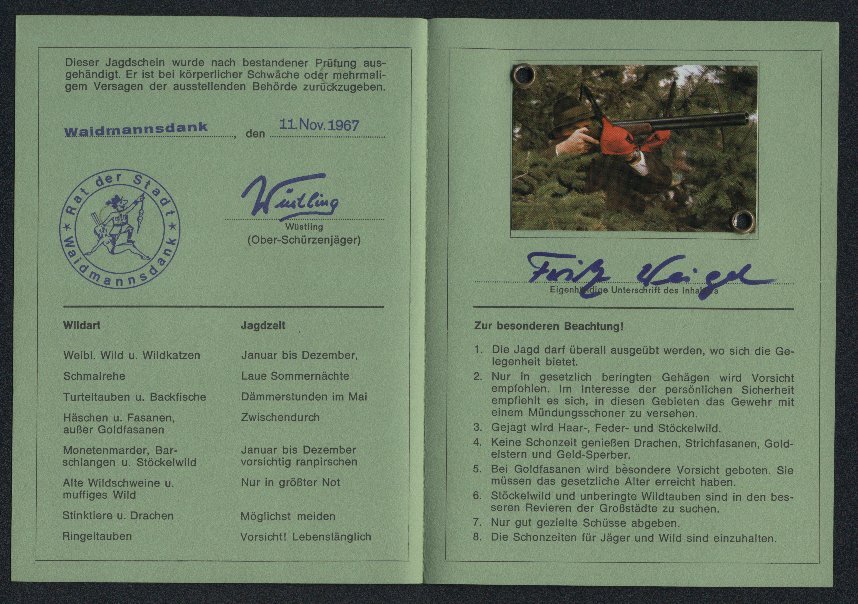 Dieser Jagdschein wurde nach bestandener Prüfung aus-
gehändigt. Er ist bei körperlicher Schwäche oder mehrmali-
gem Versagen der ausstellenden Behörde zurückzugeben.
Waidmannsdank, den 11. Nov. 1967
Rat der Stadt
* Waidmannsdank *
Wüstling
Wüstling
(Ober-Schürzenjäger)
Wildart Jagdzeit
Weibl. Wild u. Wildkatzen Januar bis Dezember,
Schmalrehe Laue Sommernächte
Turteltauben u. Backfische Dämmerstunden im Mai
Häschen u. Fasanen, Zwischendurch
außer Goldfasanen
Monetenmarder, Bar- Januar bis Dezember
schlangen u. Stöckelwild vorsichtig ranpirschen
Alte Wildschweine u. Nur in größter Not
muffiges Wild
Stinktiere u. Drachen Möglichst meiden
Ringeltauben Vorsicht! Lebenslänglich
Fritz Weigel
Eigenhändige Unterschrift des Inhabers
Zur besonderen Beachtung!
1. Die Jagd darf überall ausgeübt werden, wo sich die Ge-
legenheit bietet.
2. Nur in gesetzlich beringten Gehägen wird Vorsicht
empfohlen. Im Interesse der persönlichen Sicherheit
empfiehlt es sich, in diesen Gebieten das Gewehr mit
einem Mündungsschoner zu versehen.
3. Gejagt wird Haar-, Feder- und Stöckelwild.
4. Keine Schonzeit genießen Drachen, Strichfasanen, Gold-
elstern und Geld-Sperber.
5. Bei Goldfasanen wird besondere Vorsicht geboten. Sie
müssen das gesetzliche Alter erreicht haben.
6. Stöckelwild und unberingte Wildtauben sind in den bes-
seren Revieren der Großstädte zu suchen.
7. Nur gut gezielte Schüsse abgeben.
8. Die Schonzeiten für Jäger und Wild sind einzuhalten.